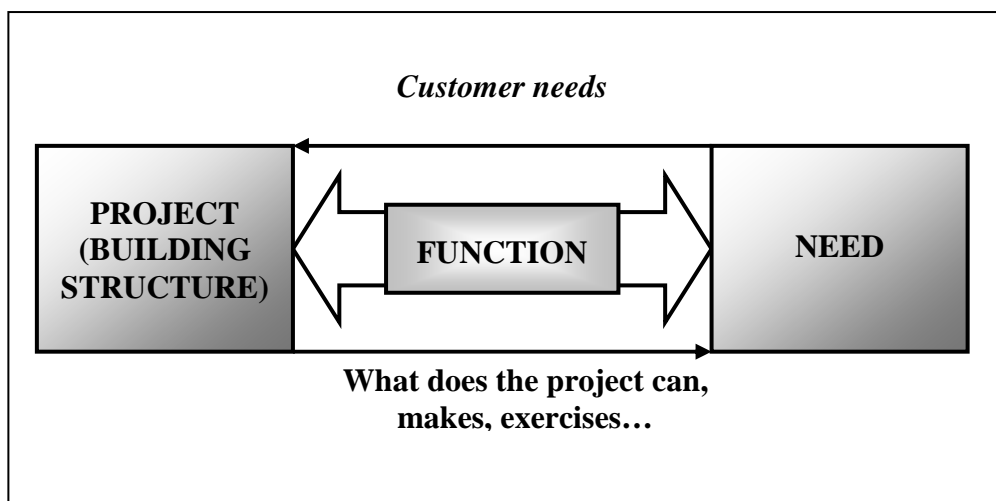 Customer needs
PROJECT
(BUILDING
STRUCTURE)
FUNCTION
NEED
What does the project can,
makes, exercises…